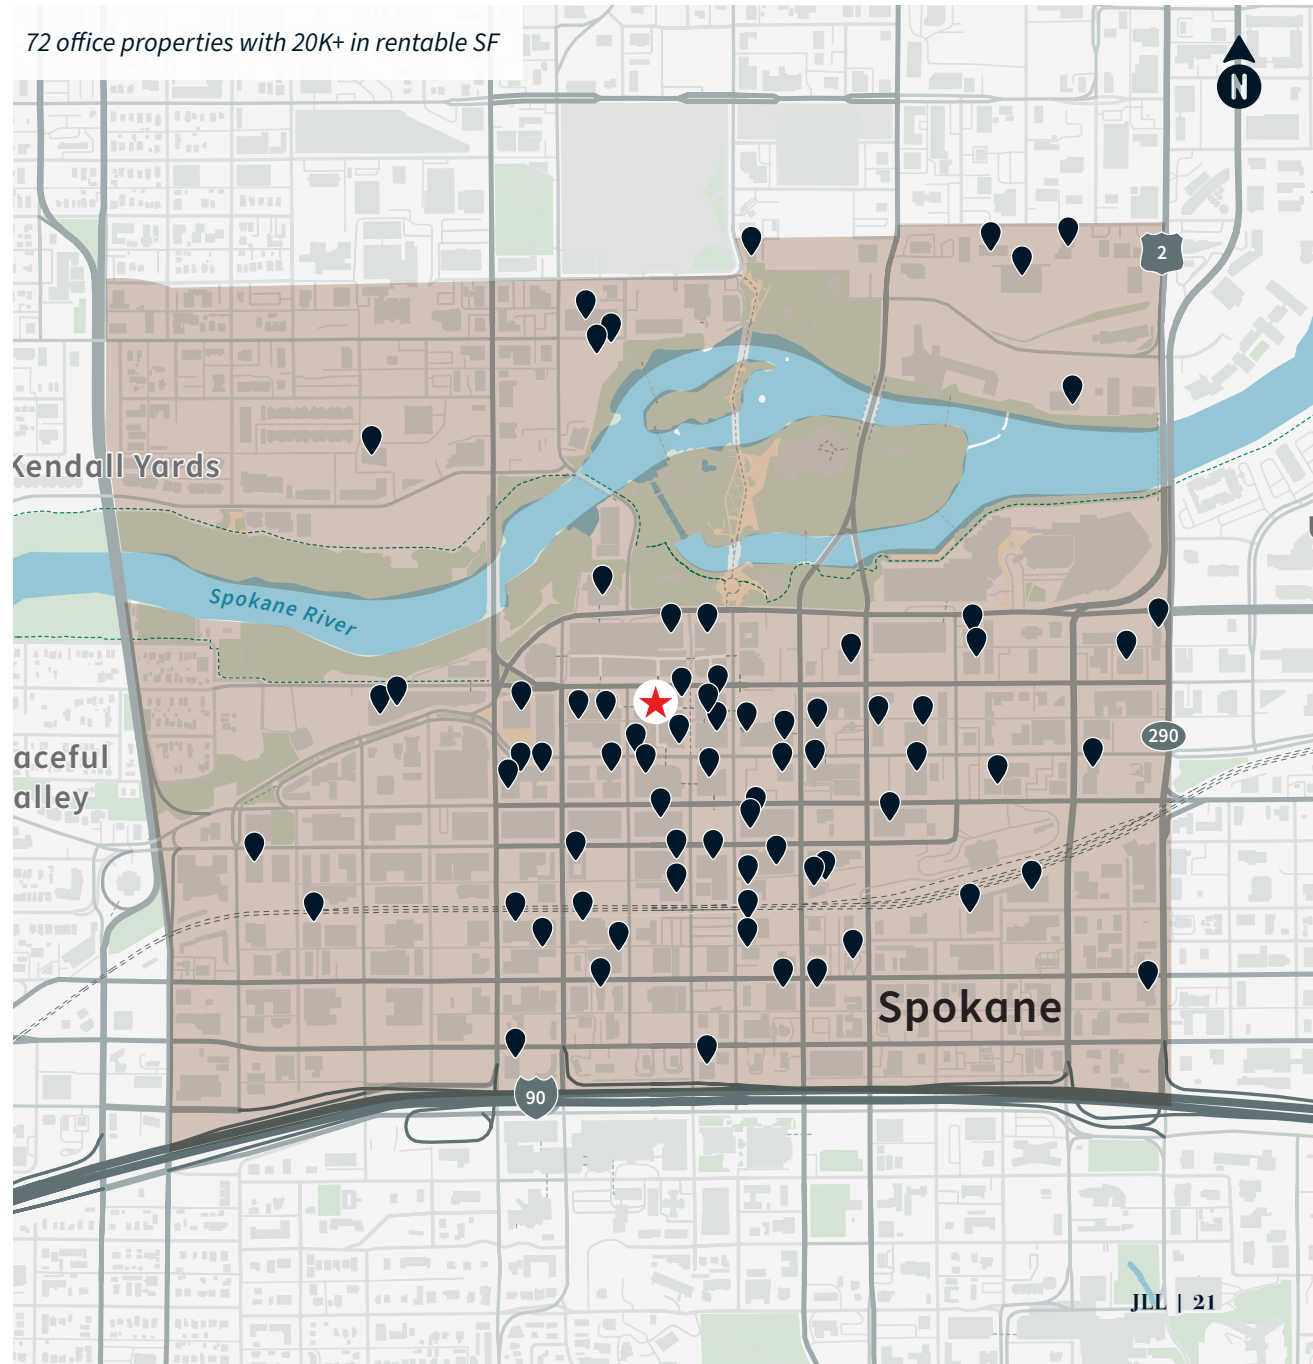 72 office properties with 20K+ in rentable SF
N
2
Kendall Yards
Spokane River
290
aceful
alley
Spokane
90
JLL | 21